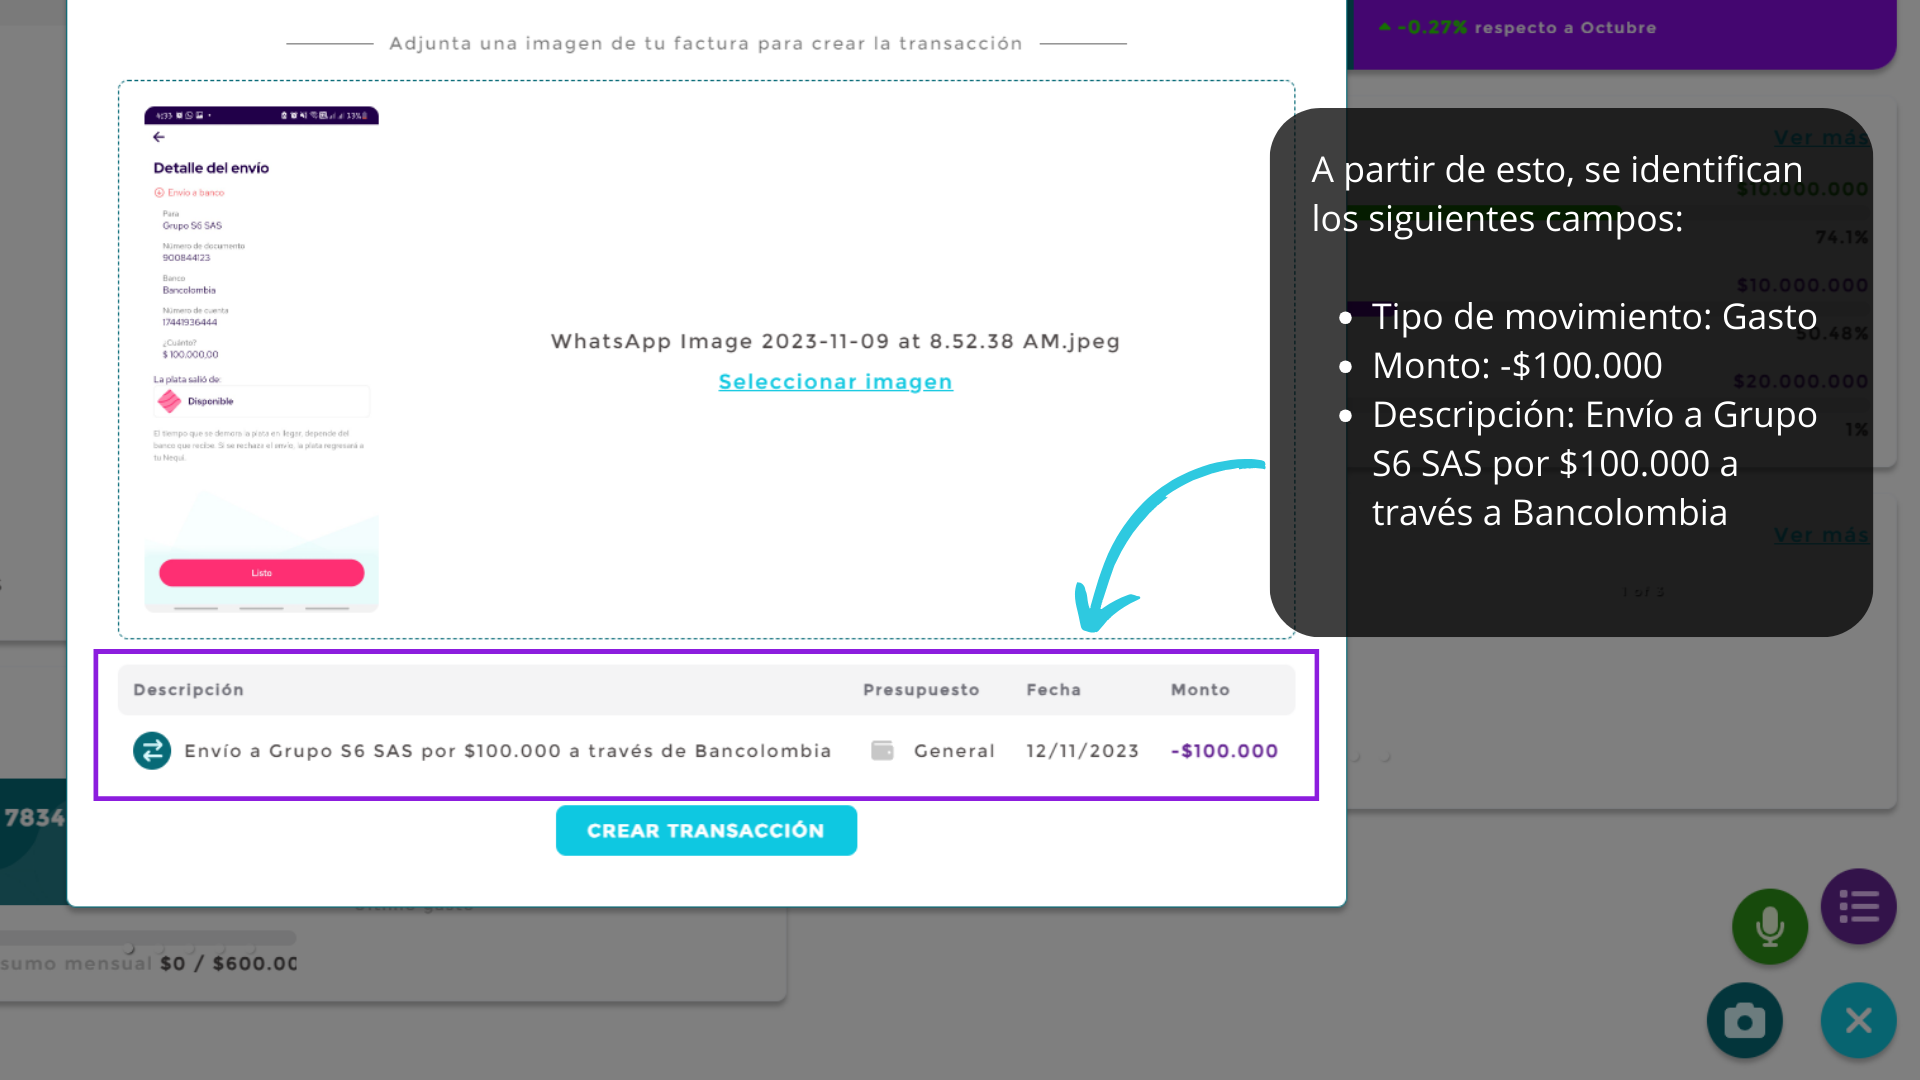 Adjunta una imagen de tu factura para crear la transacción
-0.27% respecto a Octubre
4:33
33%
Detalle del envío
Envío a banco
Para
Grupo S6 SAS
Número de documento
900844123
Banco
Bancolombia
Número de cuenta
17441936444
¿Cuánto?
$ 100.000,00
La plata salió de:
Disponible
El tiempo que se demora la plata en llegar, depende del
banco que recibe. Si se rechaza el envío, la plata regresará a
tu Nequi.
Listo
WhatsApp Image 2023-11-09 at 8.52.38 AM.jpeg
Seleccionar imagen
A partir de esto, se identifican
los siguientes campos:
• Tipo de movimiento: Gasto
• Monto: -$100.000
• Descripción: Envío a Grupo
S6 SAS por $100.000 a
través a Bancolombia
Ver más
$10.000.000
74.1%
$10.000.000
50.48%
$20.000.000
1%
Ver más
1 of 3
Descripción Presupuesto Fecha Monto
Envío a Grupo S6 SAS por $100.000 a través de Bancolombia General 12/11/2023 -$100.000
CREAR TRANSACCIÓN
7834
sumo mensual $0 / $600.00